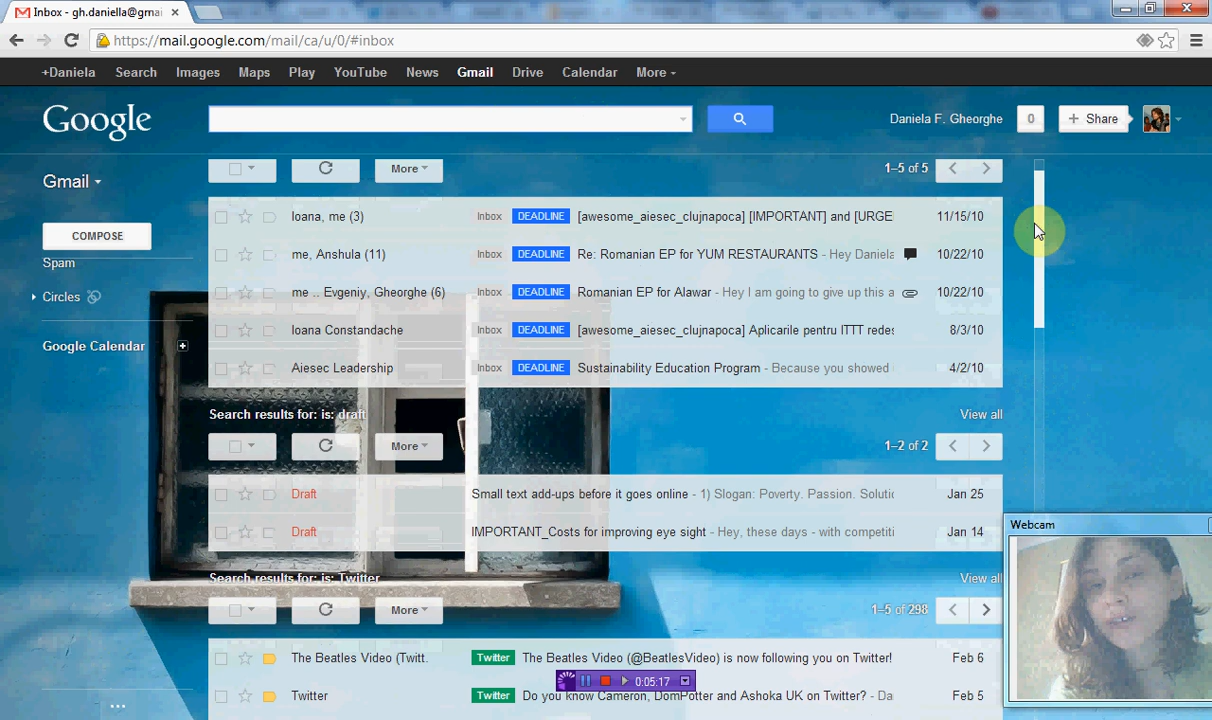 Inbox - gh.daniella@gmai
https://mail.google.com/mail/ca/u/0/#inbox
+Daniela Search Images Maps Play YouTube News Gmail Drive Calendar More
Google Daniela F. Gheorghe 0 + Share
Gmail
More 1–5 of 5
COMPOSE
Spam
Circles
Google Calendar
Ioana, me (3) Inbox DEADLINE [awesome_aiesec_clujnapoca] [IMPORTANT] and [URGE 11/15/10
me, Anshula (11) Inbox DEADLINE Re: Romanian EP for YUM RESTAURANTS - Hey Daniela 10/22/10
me .. Evgeniy, Gheorghe (6) Inbox DEADLINE Romanian EP for Alawar - Hey I am going to give up this a 10/22/10
Ioana Constandache Inbox DEADLINE [awesome_aiesec_clujnapoca] Aplicarile pentru ITTT redes 8/3/10
Aiesec Leadership Inbox DEADLINE Sustainability Education Program - Because you showed 4/2/10
Search results for: is: draft View all
More 1–2 of 2
Draft Small text add-ups before it goes online - 1) Slogan: Poverty. Passion. Solutic Jan 25
Draft IMPORTANT_Costs for improving eye sight - Hey, these days - with competiti Jan 14
Search results for: is: Twitter View all
More 1–5 of 298
The Beatles Video (Twitt. Twitter The Beatles Video (@BeatlesVideo) is now following you on Twitter! Feb 6
Twitter Twitter Do you know Cameron, DomPotter and Ashoka UK on Twitter? - Da Feb 5
Webcam
0:05:17